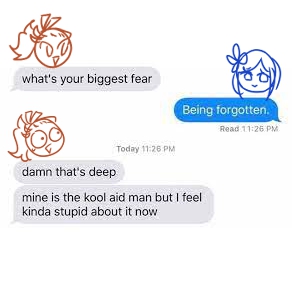 what's your biggest fear
Being forgotten.
Read 11:26 PM
Today 11:26 PM
damn that's deep
mine is the kool aid man but I feel
kinda stupid about it now